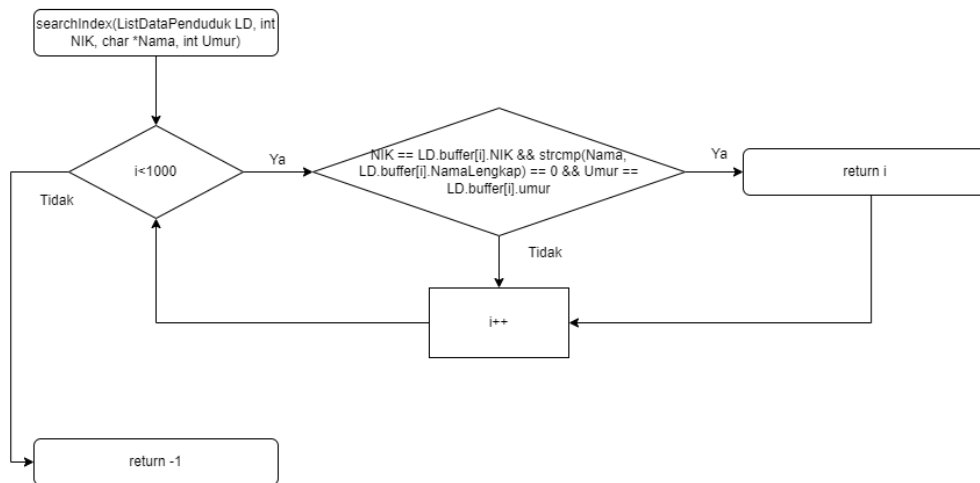 searchIndex(ListDataPenduduk LD, int
NIK, char *Nama, int Umur)
i<1000
Ya
Tidak
NIK == LD.buffer[i].NIK && strcmp(Nama,
LD.buffer[i].NamaLengkap) == 0 && Umur ==
LD.buffer[i].umur
Ya
return i
Tidak
i++
return -1